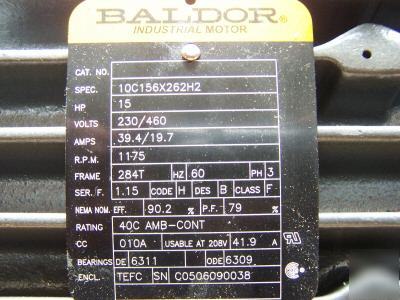 BALDOR®
INDUSTRIAL MOTOR
CAT. NO.
SPEC. 10C156X262H2
HP 15
VOLTS 230/460
AMPS 39.4/19.7
R.P.M. 1175
FRAME 284T HZ 60 PH 3
SER. F. 1.15 CODE H DES B CLASS F
NEMA NOM. EFF. 90.2 % P.F. 79 %
RATING 40C AMB-CONT
CC 010A USABLE AT 208V 41.9 A
BEARINGS DE 6311 ODE 6309
ENCL. TEFC SN C0506090038